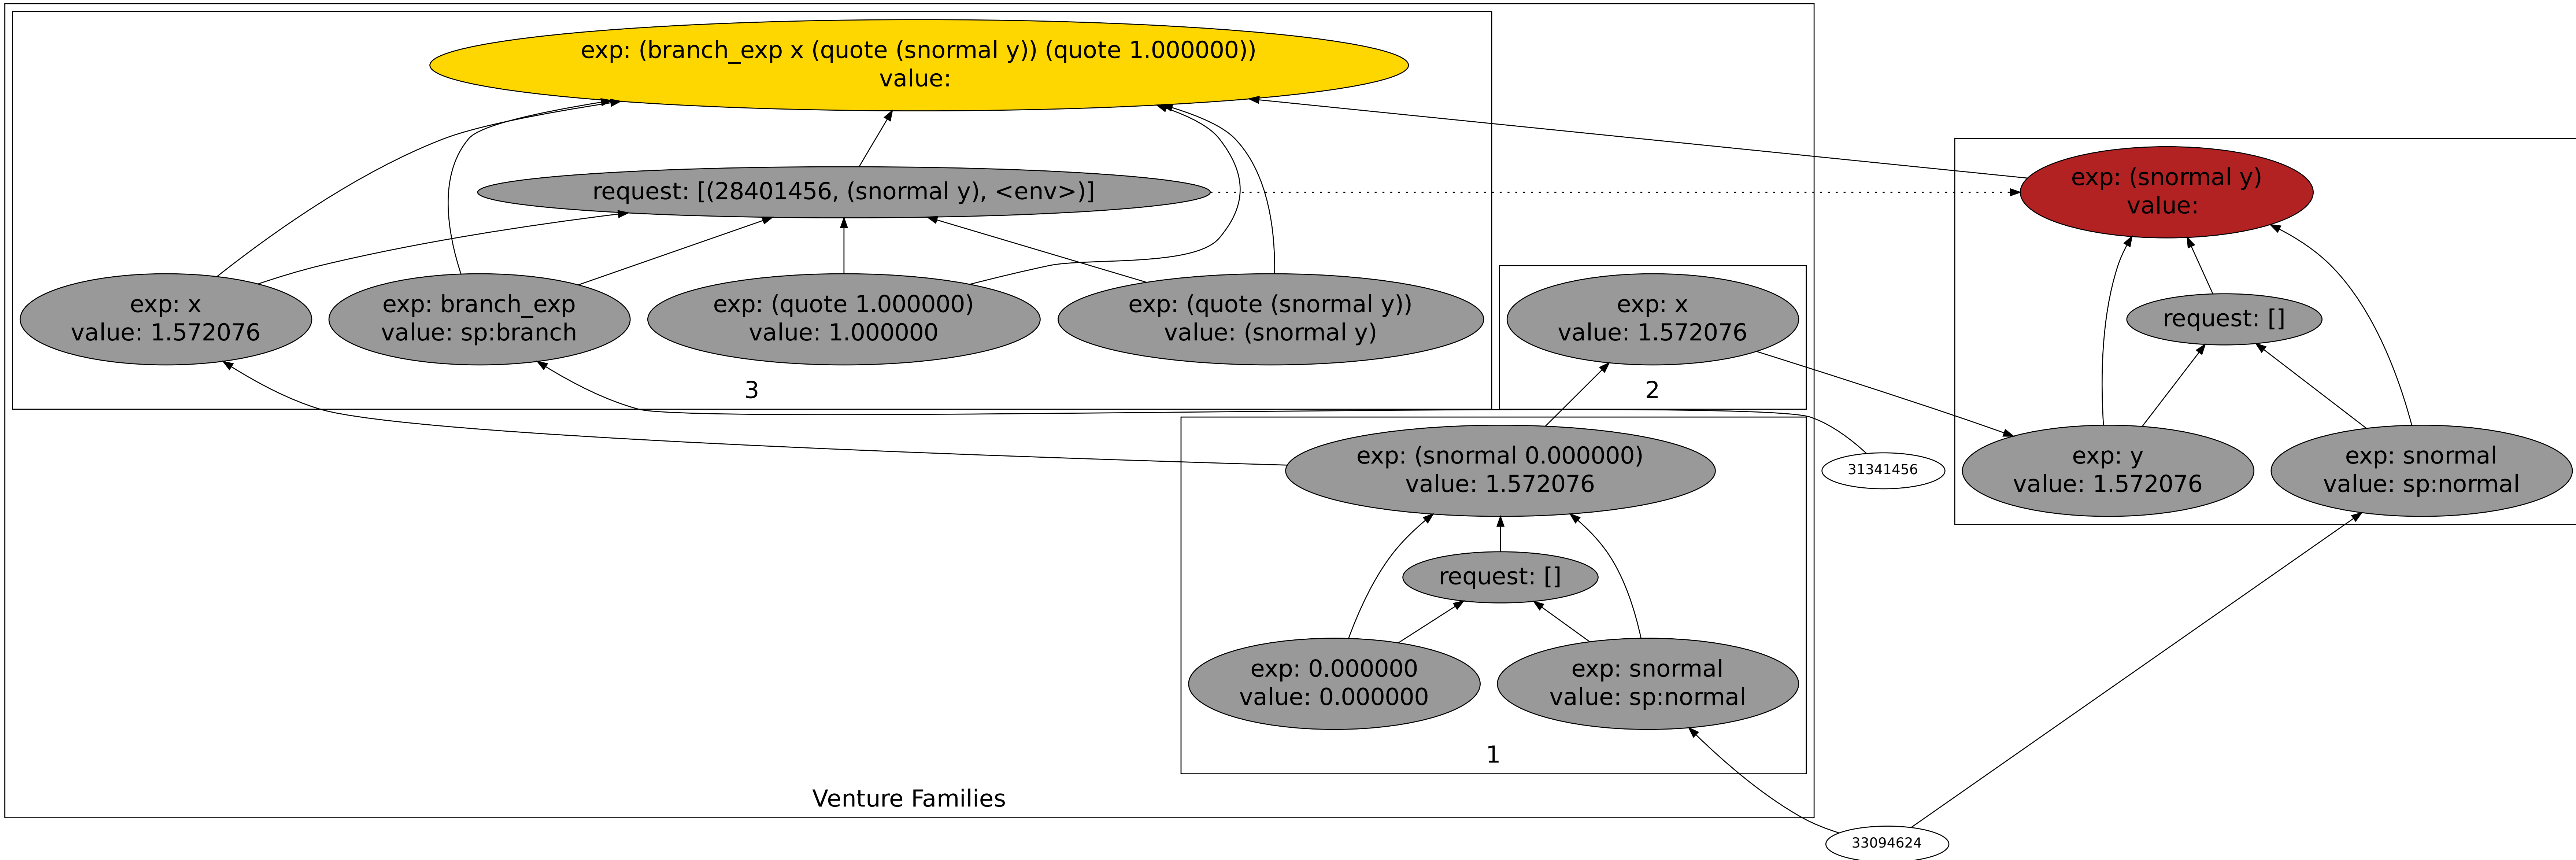 exp: (branch_exp x (quote (snormal y)) (quote 1.000000))
value:
request: [(28401456, (snormal y), <env>)]
exp: x
value: 1.572076
exp: branch_exp
value: sp:branch
exp: (quote 1.000000)
value: 1.000000
exp: (quote (snormal y))
value: (snormal y)
3
exp: x
value: 1.572076
2
exp: (snormal 0.000000)
value: 1.572076
request: []
exp: 0.000000
value: 0.000000
exp: snormal
value: sp:normal
1
Venture Families
exp: (snormal y)
value:
request: []
exp: y
value: 1.572076
exp: snormal
value: sp:normal
31341456
33094624